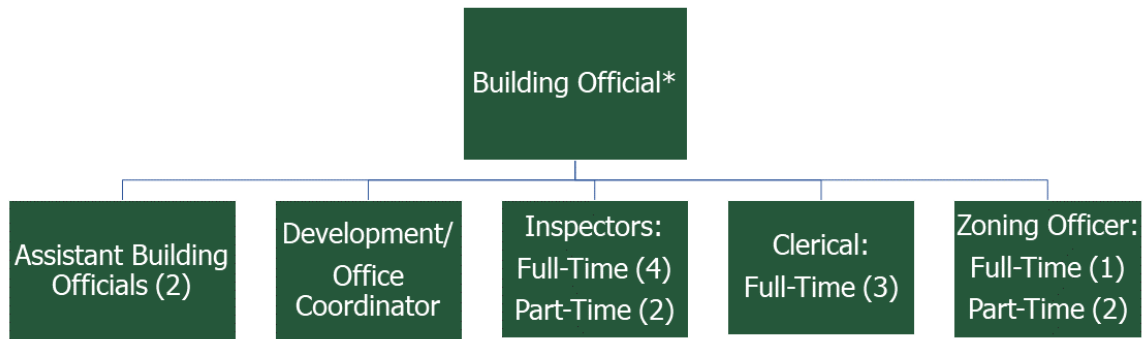 Building Official*
Assistant Building
Officials (2)
Development/
Office
Coordinator
Inspectors:
Full-Time (4)
Part-Time (2)
Clerical:
Full-Time (3)
Zoning Officer:
Full-Time (1)
Part-Time (2)